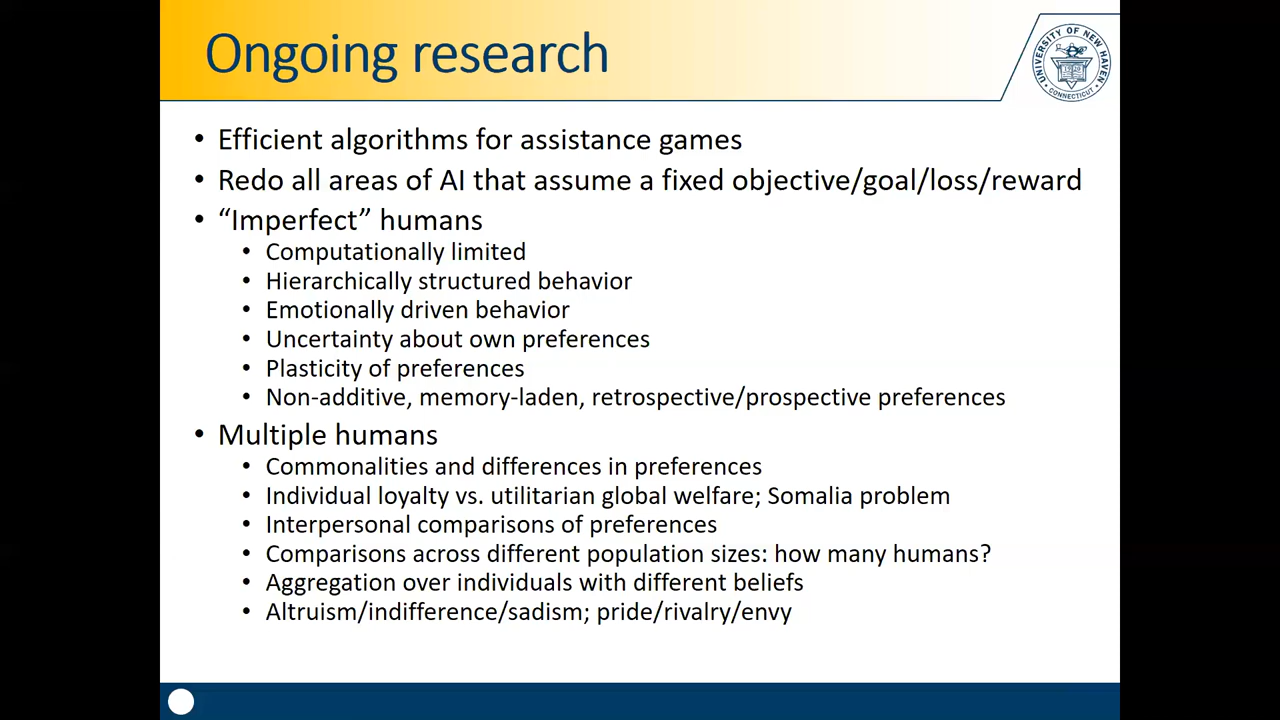 Ongoing research
UNIVERSITY OF NEW HAVEN
CONNECTICUT
• Efficient algorithms for assistance games
• Redo all areas of AI that assume a fixed objective/goal/loss/reward
• “Imperfect” humans
• Computationally limited
• Hierarchically structured behavior
• Emotionally driven behavior
• Uncertainty about own preferences
• Plasticity of preferences
• Non-additive, memory-laden, retrospective/prospective preferences
• Multiple humans
• Commonalities and differences in preferences
• Individual loyalty vs. utilitarian global welfare; Somalia problem
• Interpersonal comparisons of preferences
• Comparisons across different population sizes: how many humans?
• Aggregation over individuals with different beliefs
• Altruism/indifference/sadism; pride/rivalry/envy